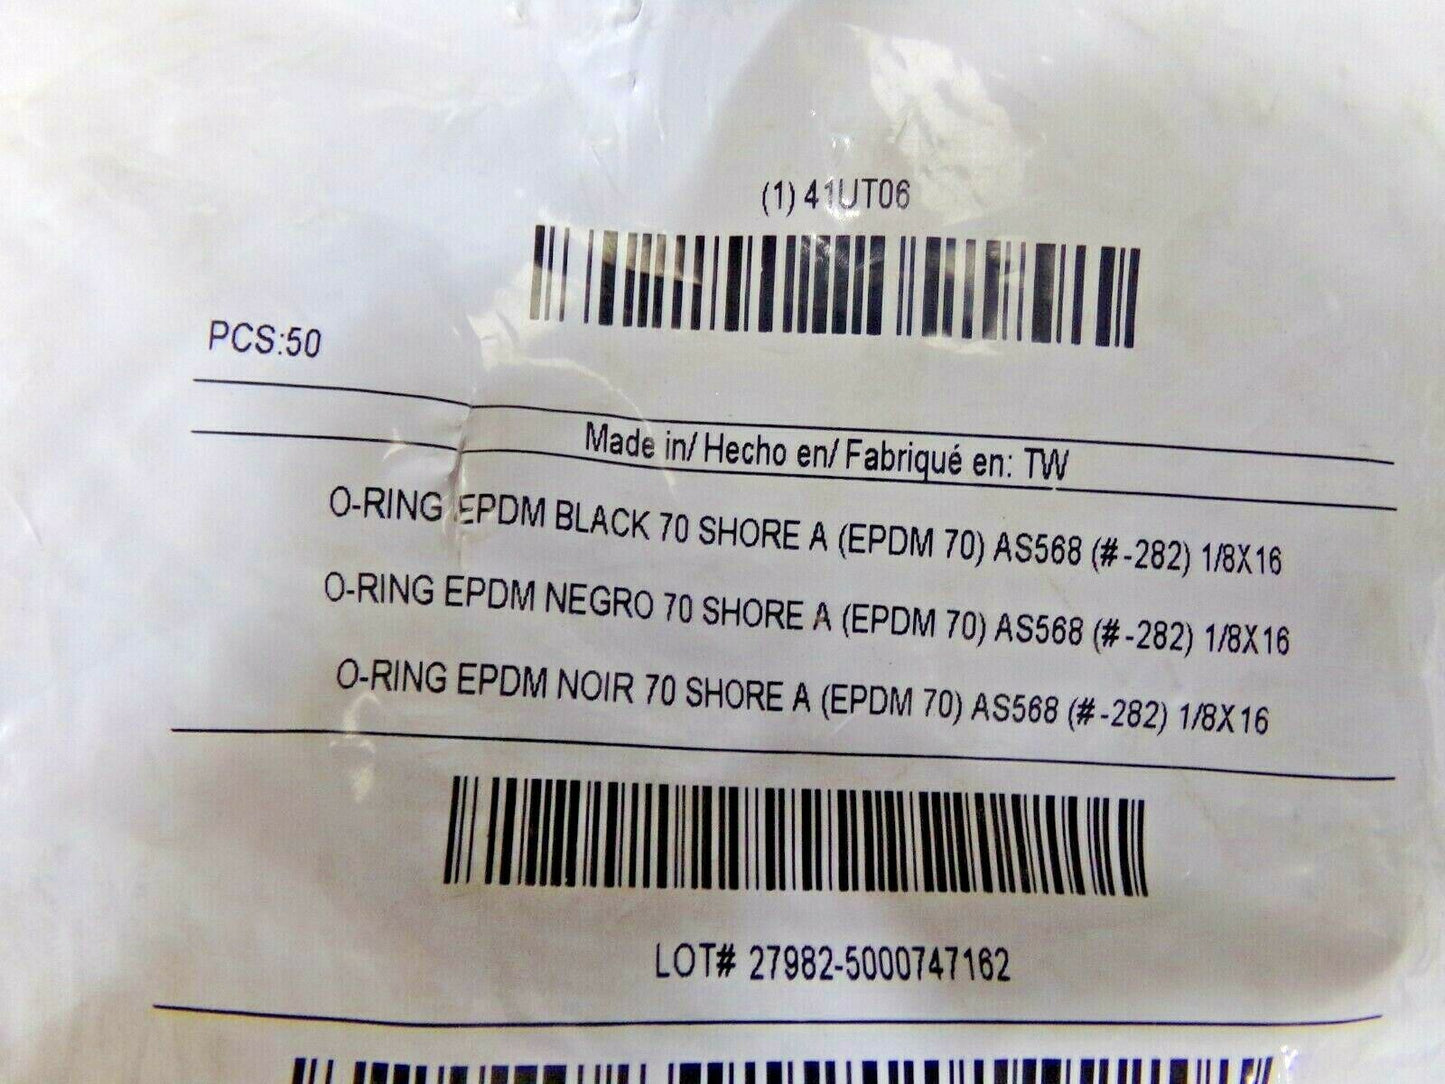 (1) 41UT06
PCS:50
Made in/ Hecho en/ Fabriqué en: TW
O-RING EPDM BLACK 70 SHORE A (EPDM 70) AS568 (#-282) 1/8X16
O-RING EPDM NEGRO 70 SHORE A (EPDM 70) AS568 (#-282) 1/8X16
O-RING EPDM NOIR 70 SHORE A (EPDM 70) AS568 (#-282) 1/8X16
LOT# 27982-5000747162